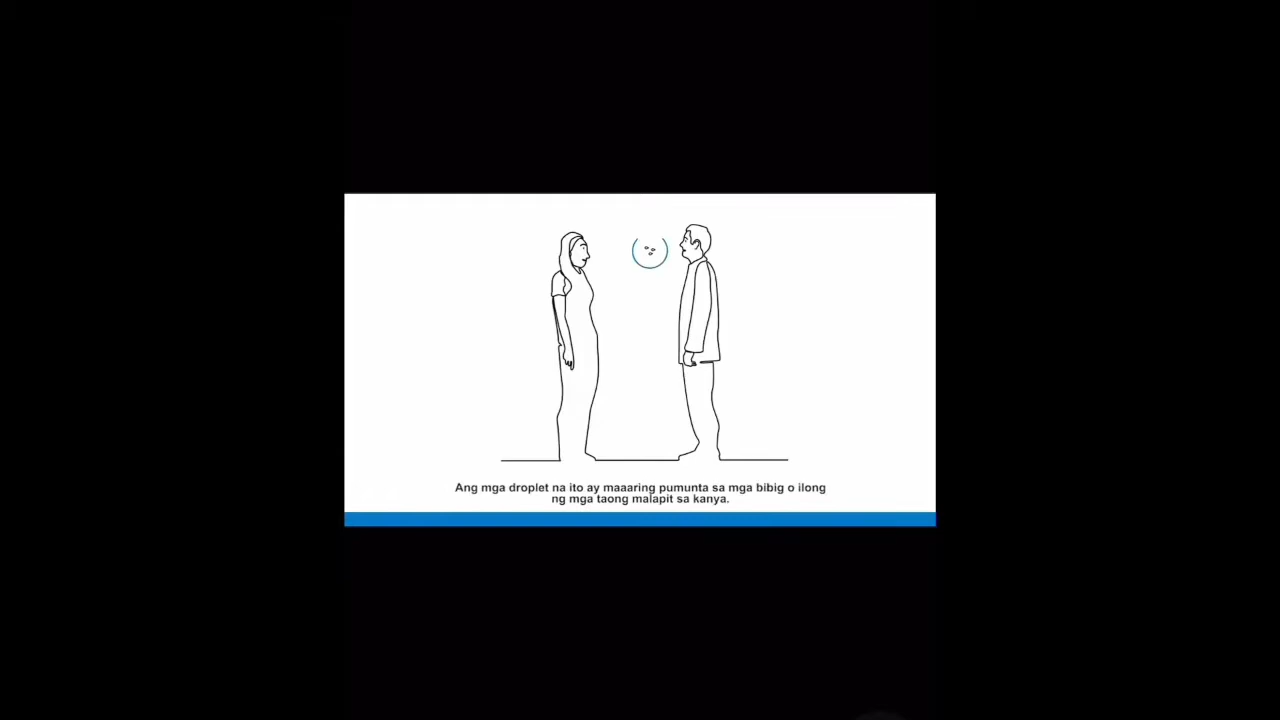 Ang mga droplet na ito ay maaaring pumunta sa mga bibig o ilong
ng mga taong malapit sa kanya.